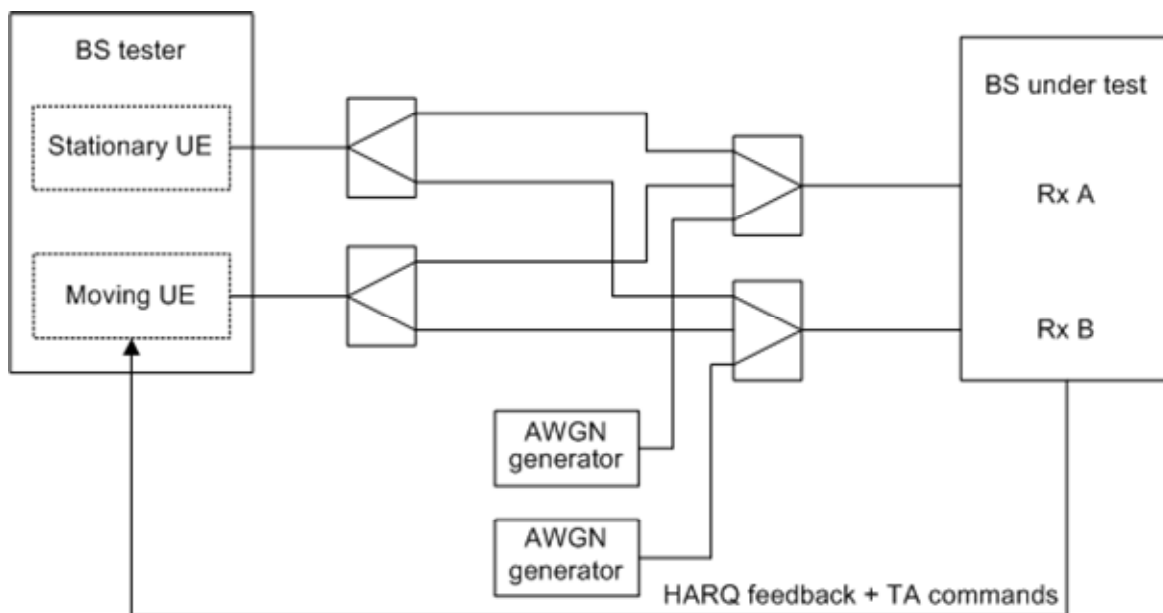 BS tester
Stationary UE
Moving UE
BS under test
Rx A
Rx B
AWGN
generator
AWGN
generator
HARQ feedback + TA commands